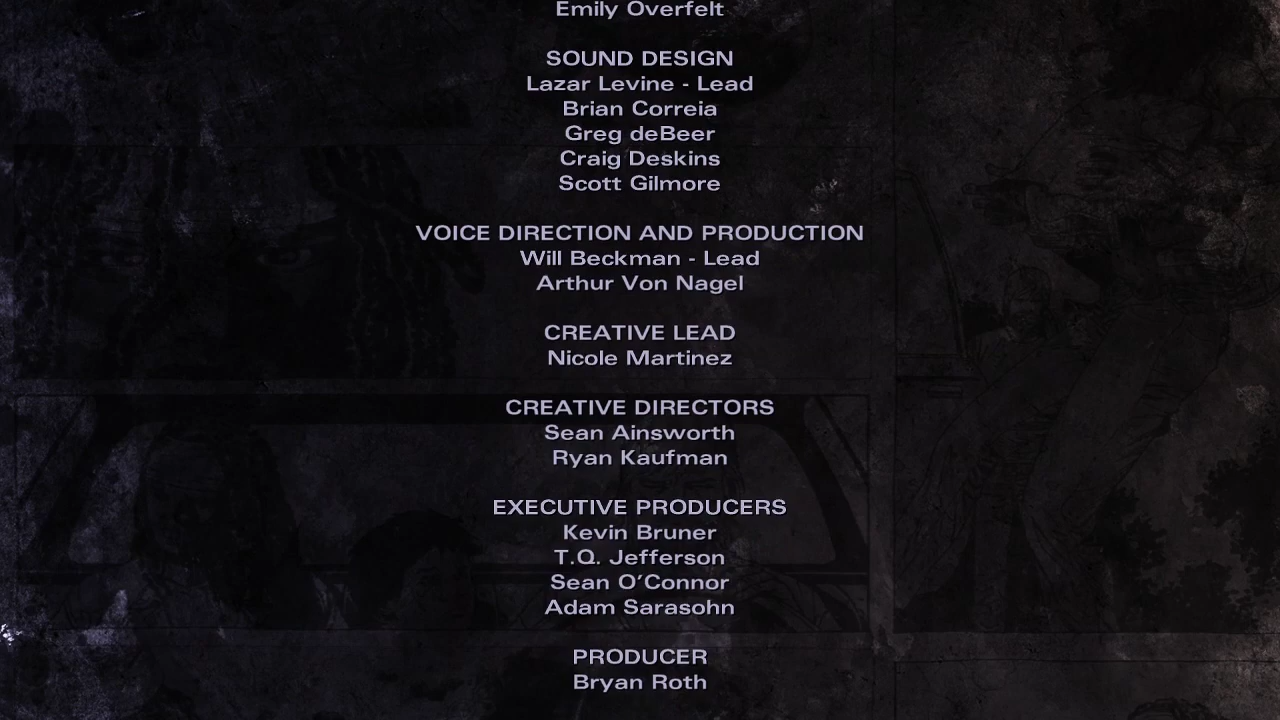 Emily Overfelt
SOUND DESIGN
Lazar Levine - Lead
Brian Correia
Greg deBeer
Craig Deskins
Scott Gilmore
VOICE DIRECTION AND PRODUCTION
Will Beckman - Lead
Arthur Von Nagel
CREATIVE LEAD
Nicole Martinez
CREATIVE DIRECTORS
Sean Ainsworth
Ryan Kaufman
EXECUTIVE PRODUCERS
Kevin Bruner
T.Q. Jefferson
Sean O’Connor
Adam Sarasohn
PRODUCER
Bryan Roth